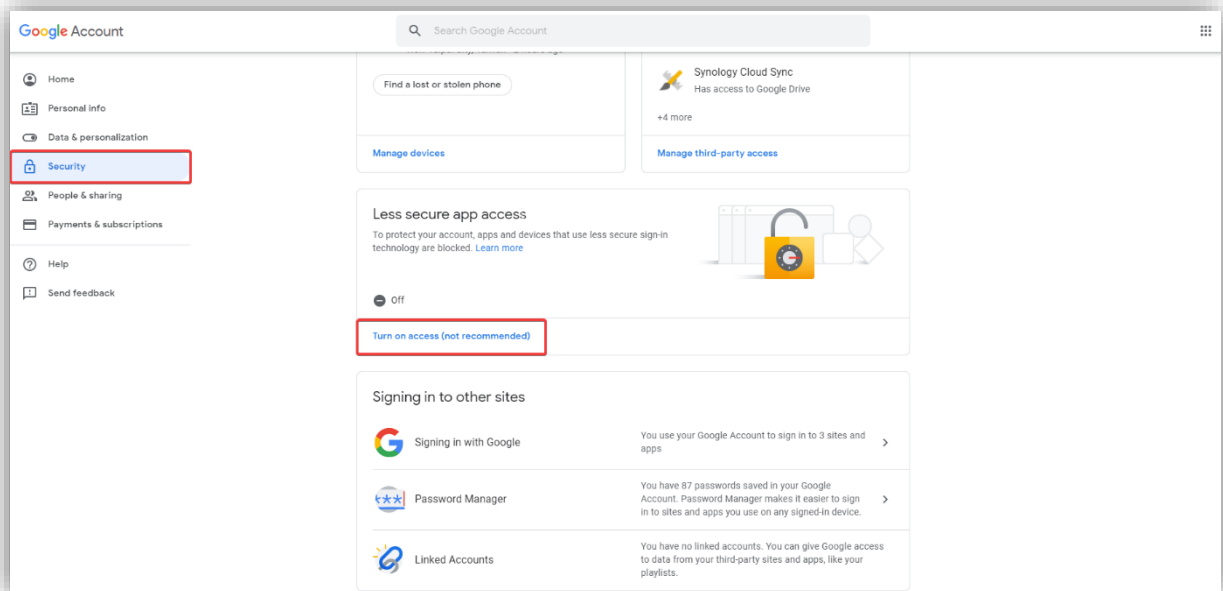 Google Account
Search Google Account
Home
Personal info
Data & personalization
Security
People & sharing
Payments & subscriptions
Help
Send feedback
Find a lost or stolen phone
Manage devices
Synology Cloud Sync
Has access to Google Drive
+4 more
Manage third-party access
Less secure app access
To protect your account, apps and devices that use less secure sign-in
technology are blocked. Learn more
Off
Turn on access (not recommended)
Signing in to other sites
Signing in with Google
You use your Google Account to sign in to 3 sites and
apps
Password Manager
You have 87 passwords saved in your Google
Account. Password Manager makes it easier to sign
in to sites and apps you use on any signed-in device.
Linked Accounts
You have no linked accounts. You can give Google access
to data from your third-party sites and apps, like your
playlists.